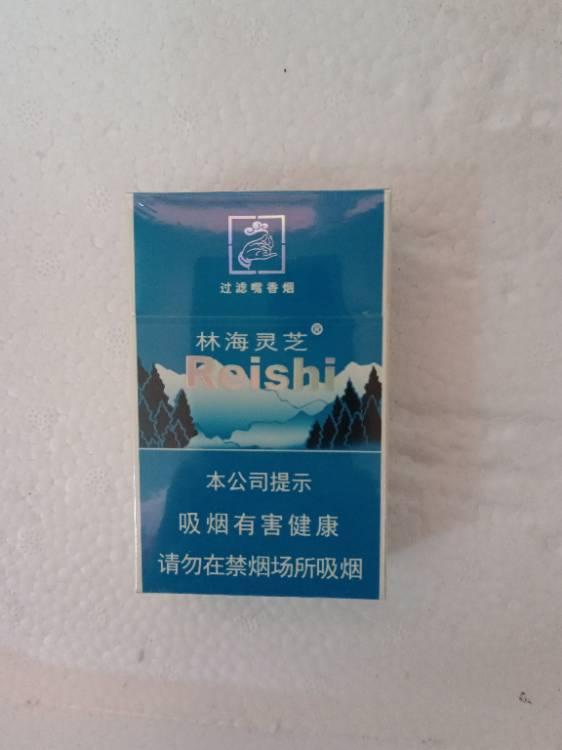 过滤嘴香烟
林海灵芝®
Reishi
本公司提示
吸烟有害健康
请勿在禁烟场所吸烟